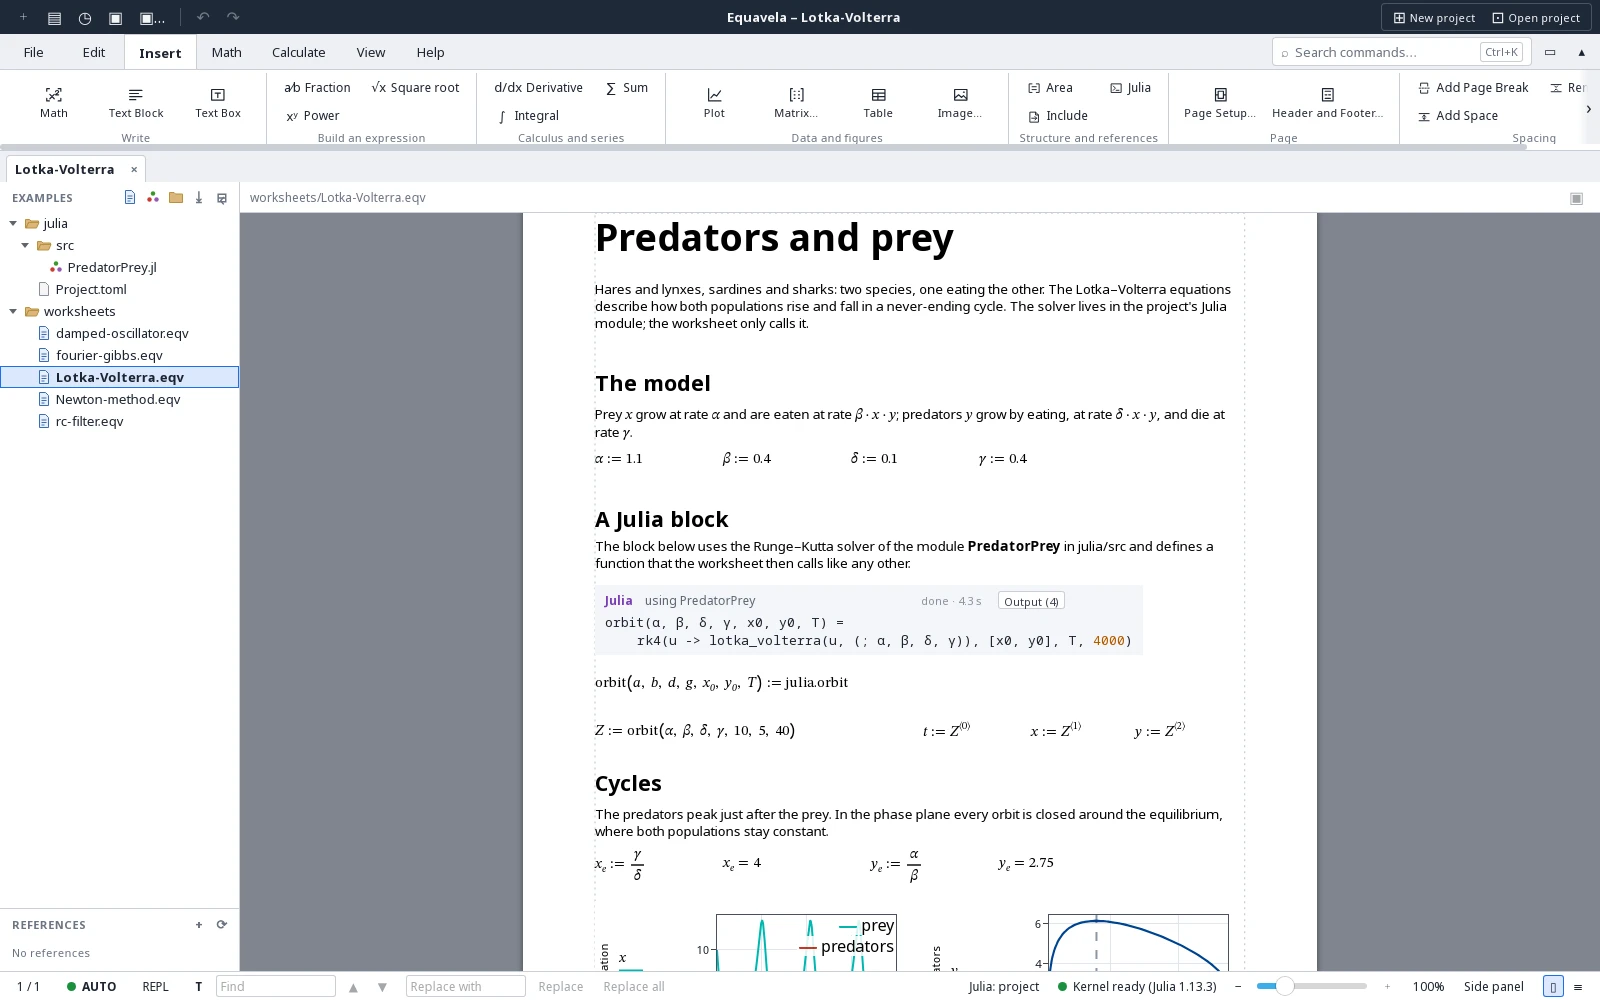 Equavela – Lotka-Volterra
New project
Open project
File Edit Insert Math Calculate View Help
Search commands... Ctrl+K
Math Text Block Text Box
Write
a/b Fraction √x Square root
xʸ Power
Build an expression
d/dx Derivative ∑ Sum
∫ Integral
Calculus and series
Plot Matrix... Table Image...
Data and figures
Area Julia
Include
Structure and references
Page Setup... Header and Footer...
Page
Add Page Break
Add Space
Spacing
Lotka-Volterra ×
EXAMPLES
julia
src
PredatorPrey.jl
Project.toml
worksheets
damped-oscillator.eqv
fourier-gibbs.eqv
Lotka-Volterra.eqv
Newton-method.eqv
rc-filter.eqv
REFERENCES
No references
worksheets/Lotka-Volterra.eqv
Predators and prey
Hares and lynxes, sardines and sharks: two species, one eating the other. The Lotka–Volterra equations
describe how both populations rise and fall in a never-ending cycle. The solver lives in the project's Julia
module; the worksheet only calls it.
The model
Prey x grow at rate α and are eaten at rate β · x · y; predators y grow by eating, at rate δ · x · y, and die at
rate γ.
α := 1.1 β := 0.4 δ := 0.1 γ := 0.4
A Julia block
The block below uses the Runge–Kutta solver of the module PredatorPrey in julia/src and defines a
function that the worksheet then calls like any other.
Julia using PredatorPrey done · 4.3 s Output (4)
orbit(α, β, δ, γ, x0, y0, T) =
rk4(u -> lotka_volterra(u, (; α, β, δ, γ)), [x0, y0], T, 4000)
orbit(a, b, d, g, x₀, y₀, T) := julia.orbit
Z := orbit(α, β, δ, γ, 10, 5, 40) t := Z⟨0⟩ x := Z⟨1⟩ y := Z⟨2⟩
Cycles
The predators peak just after the prey. In the phase plane every orbit is closed around the equilibrium,
where both populations stay constant.
xₑ := γ/δ xₑ = 4 yₑ := α/β yₑ = 2.75
prey
predators
10
x
6
4
1 / 1 AUTO REPL T Find Replace with Replace Replace all
Julia: project Kernel ready (Julia 1.13.3) − + 100% Side panel